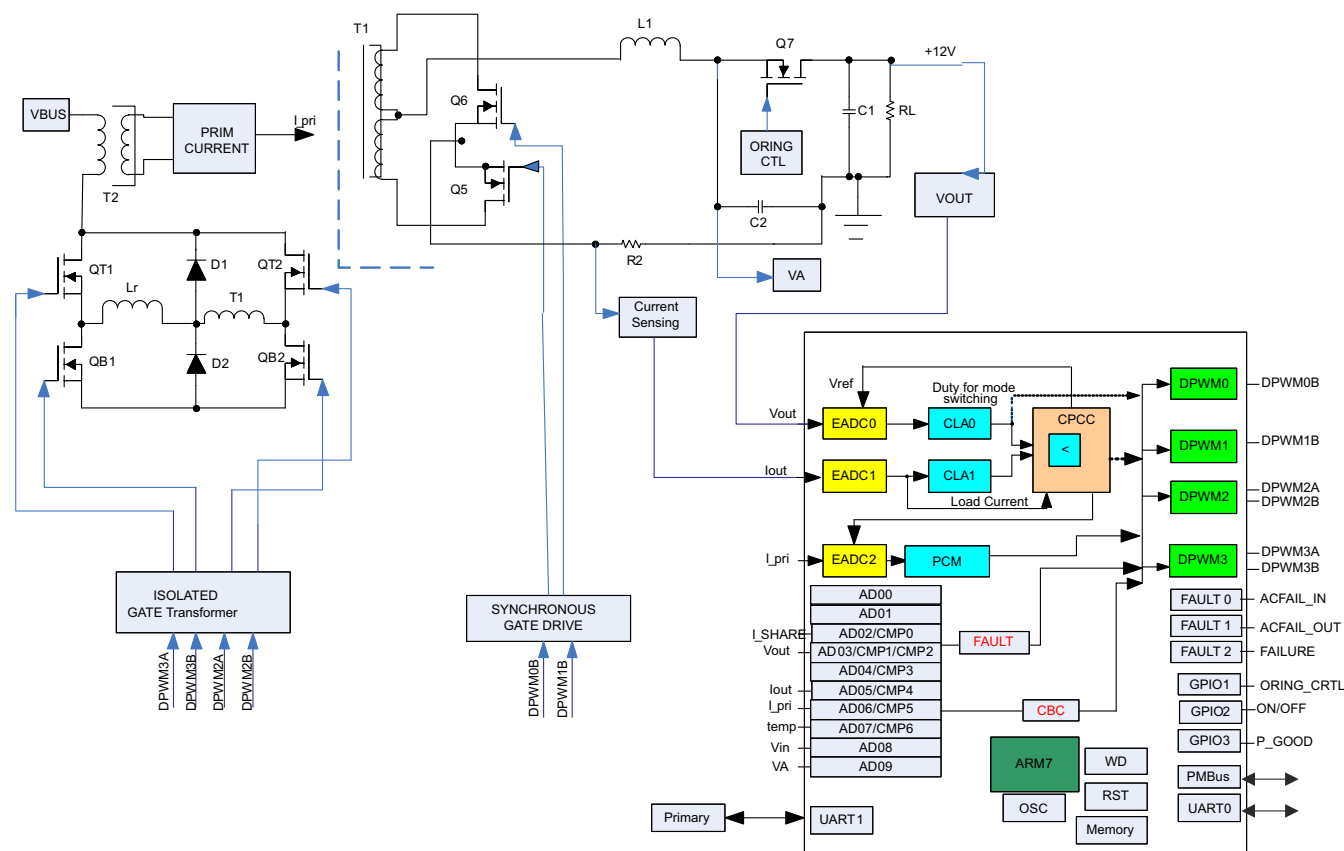 T1
L1
Q7
+12V
VBUS
T2
PRIM
CURRENT
I_pri
Q6
Q5
ORING
CTL
C1
RL
C2
VOUT
R2
VA
QT1
D1
QT2
Lr
T1
QB1
D2
QB2
Current
Sensing
ISOLATED
GATE Transformer
DPWM3A
DPWM3B
DPWM2A
DPWM2B
SYNCHRONOUS
GATE DRIVE
DPWM0B
DPWM1B
Vref
Duty for mode
switching
Vout
EADC0
CLA0
CPCC
<
Iout
EADC1
CLA1
Load Current
I_pri
EADC2
PCM
DPWM0
DPWM0B
DPWM1
DPWM1B
DPWM2
DPWM2A
DPWM2B
DPWM3
DPWM3A
DPWM3B
AD00
AD01
I_SHARE
AD02/CMP0
Vout
AD03/CMP1/CMP2
AD04/CMP3
Iout
AD05/CMP4
I_pri
AD06/CMP5
temp
AD07/CMP6
Vin
AD08
VA
AD09
FAULT
CBC
FAULT 0
ACFAIL_IN
FAULT 1
ACFAIL_OUT
FAULT 2
FAILURE
GPIO1
ORING_CRTL
GPIO2
ON/OFF
GPIO3
P_GOOD
ARM7
WD
OSC
RST
Memory
PMBus
UART0
Primary
UART1